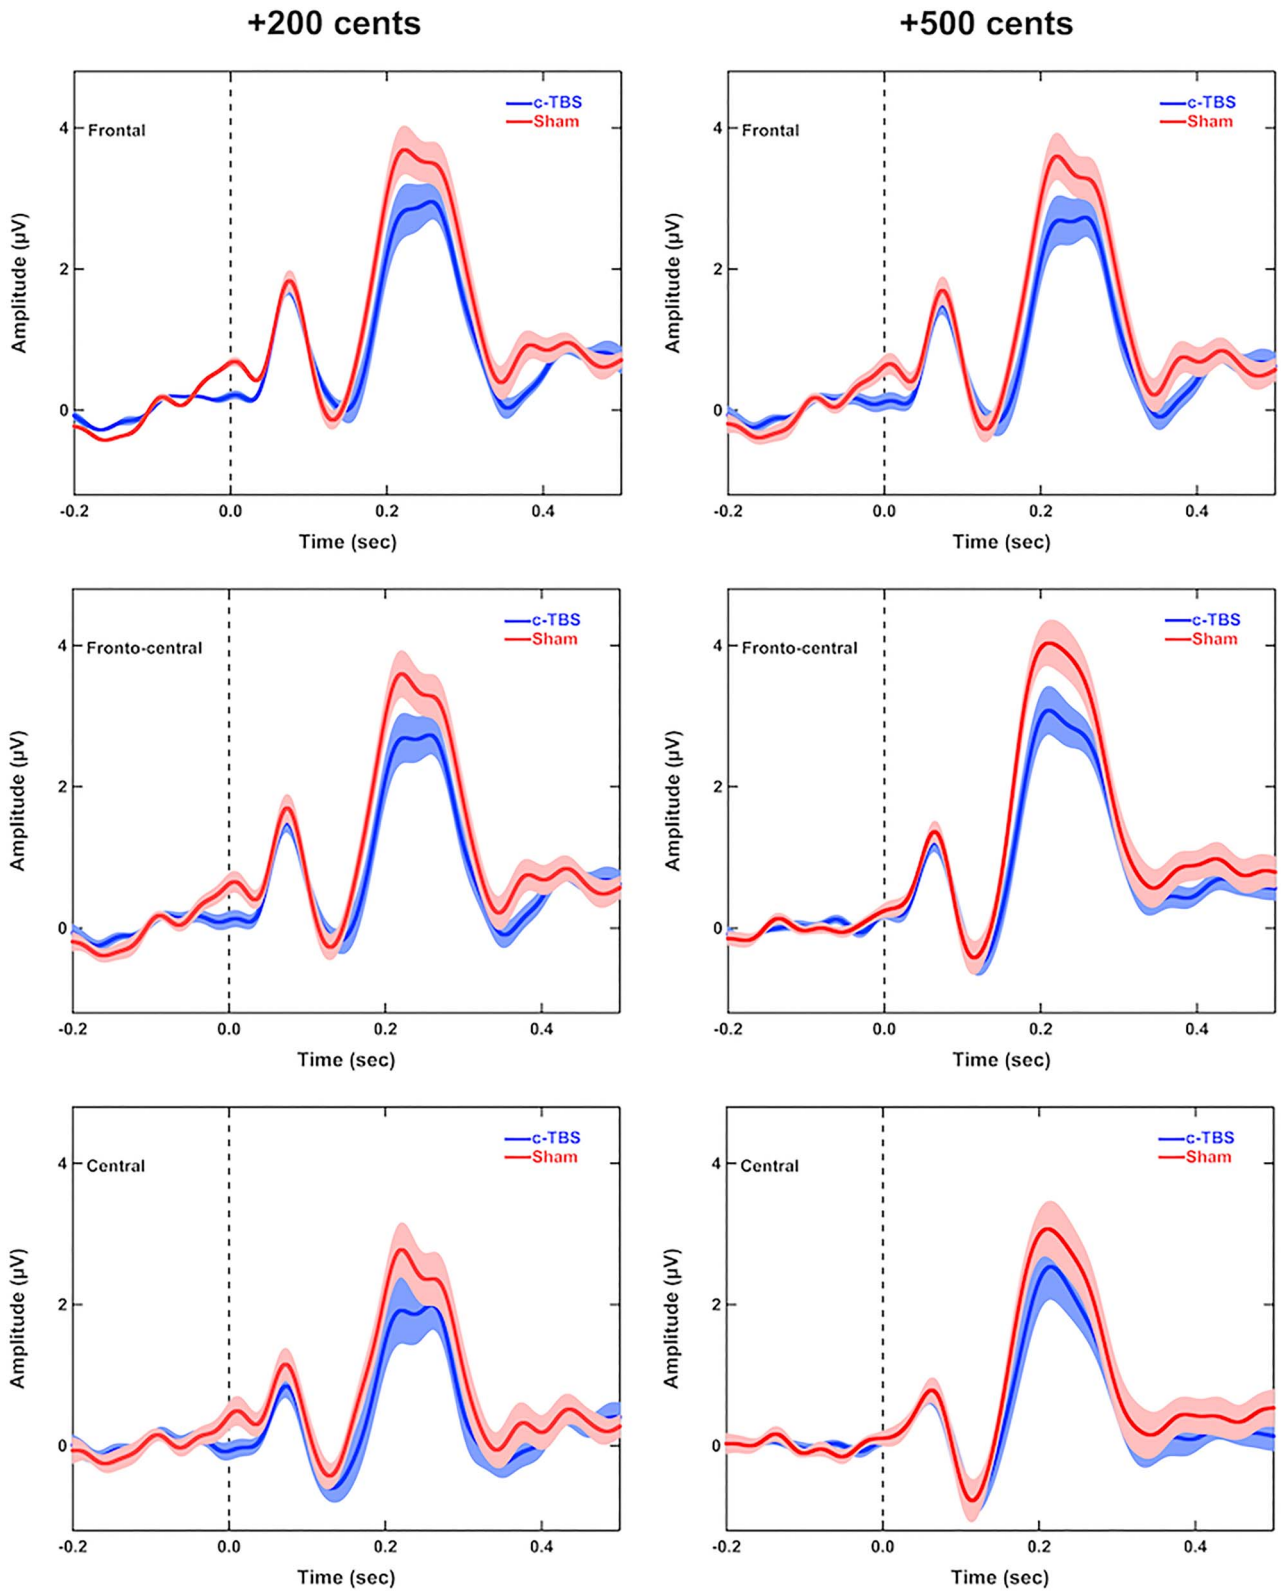 +200 cents
+500 cents
Frontal
c-TBS
Sham
4
2
0
-0.2 0.0 0.2 0.4
Time (sec)
Amplitude (μV)
Frontal
c-TBS
Sham
4
2
0
-0.2 0.0 0.2 0.4
Time (sec)
Amplitude (μV)
Fronto-central
c-TBS
Sham
4
2
0
-0.2 0.0 0.2 0.4
Time (sec)
Amplitude (μV)
Fronto-central
c-TBS
Sham
4
2
0
-0.2 0.0 0.2 0.4
Time (sec)
Amplitude (μV)
Central
c-TBS
Sham
4
2
0
-0.2 0.0 0.2 0.4
Time (sec)
Amplitude (μV)
Central
c-TBS
Sham
4
2
0
-0.2 0.0 0.2 0.4
Time (sec)
Amplitude (μV)